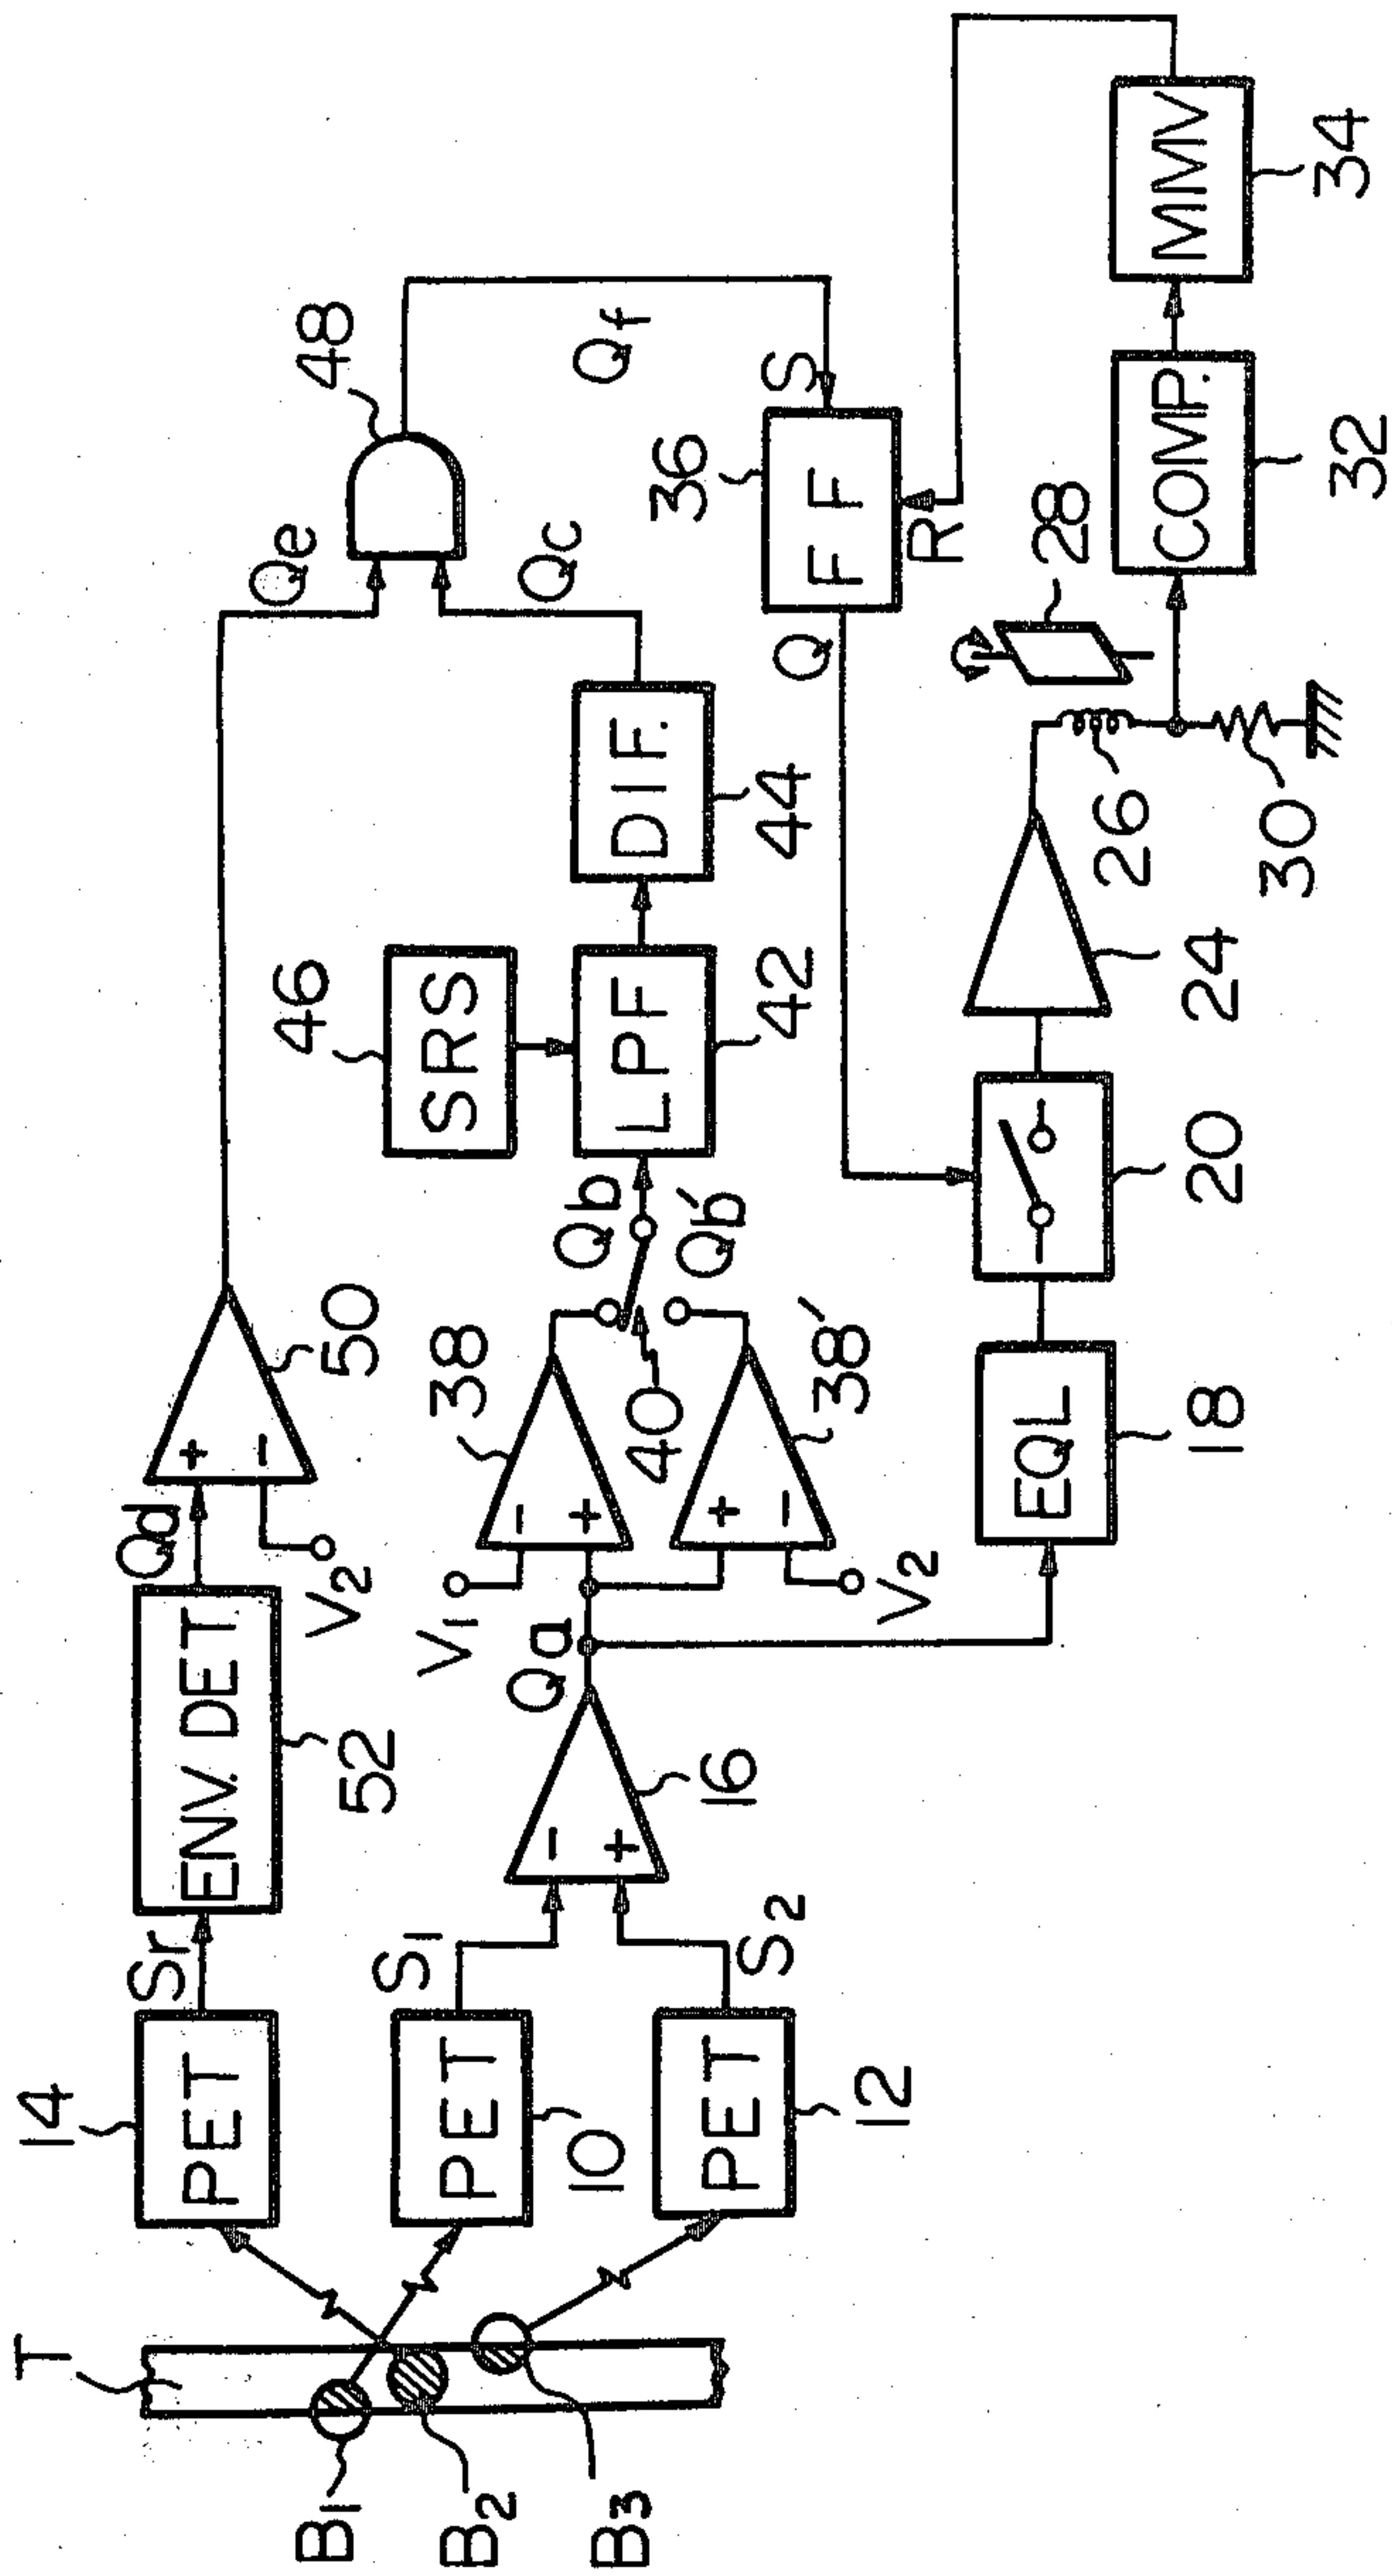 T
B1
B2
B3
14
PET
Sr
ENV. DET.
52
Qd
+
-
V2
50
Qe
48
Qf
PET
10
S1
PET
12
S2
-
+
16
Qa
V1
-
+
38
+
-
V2
38'
40
Qb
Qb'
46
SRS
LPF
42
DIF.
44
Qc
36
FF
S
R
Q
EQL
18
20
24
26
28
30
COMP.
32
MMV
34